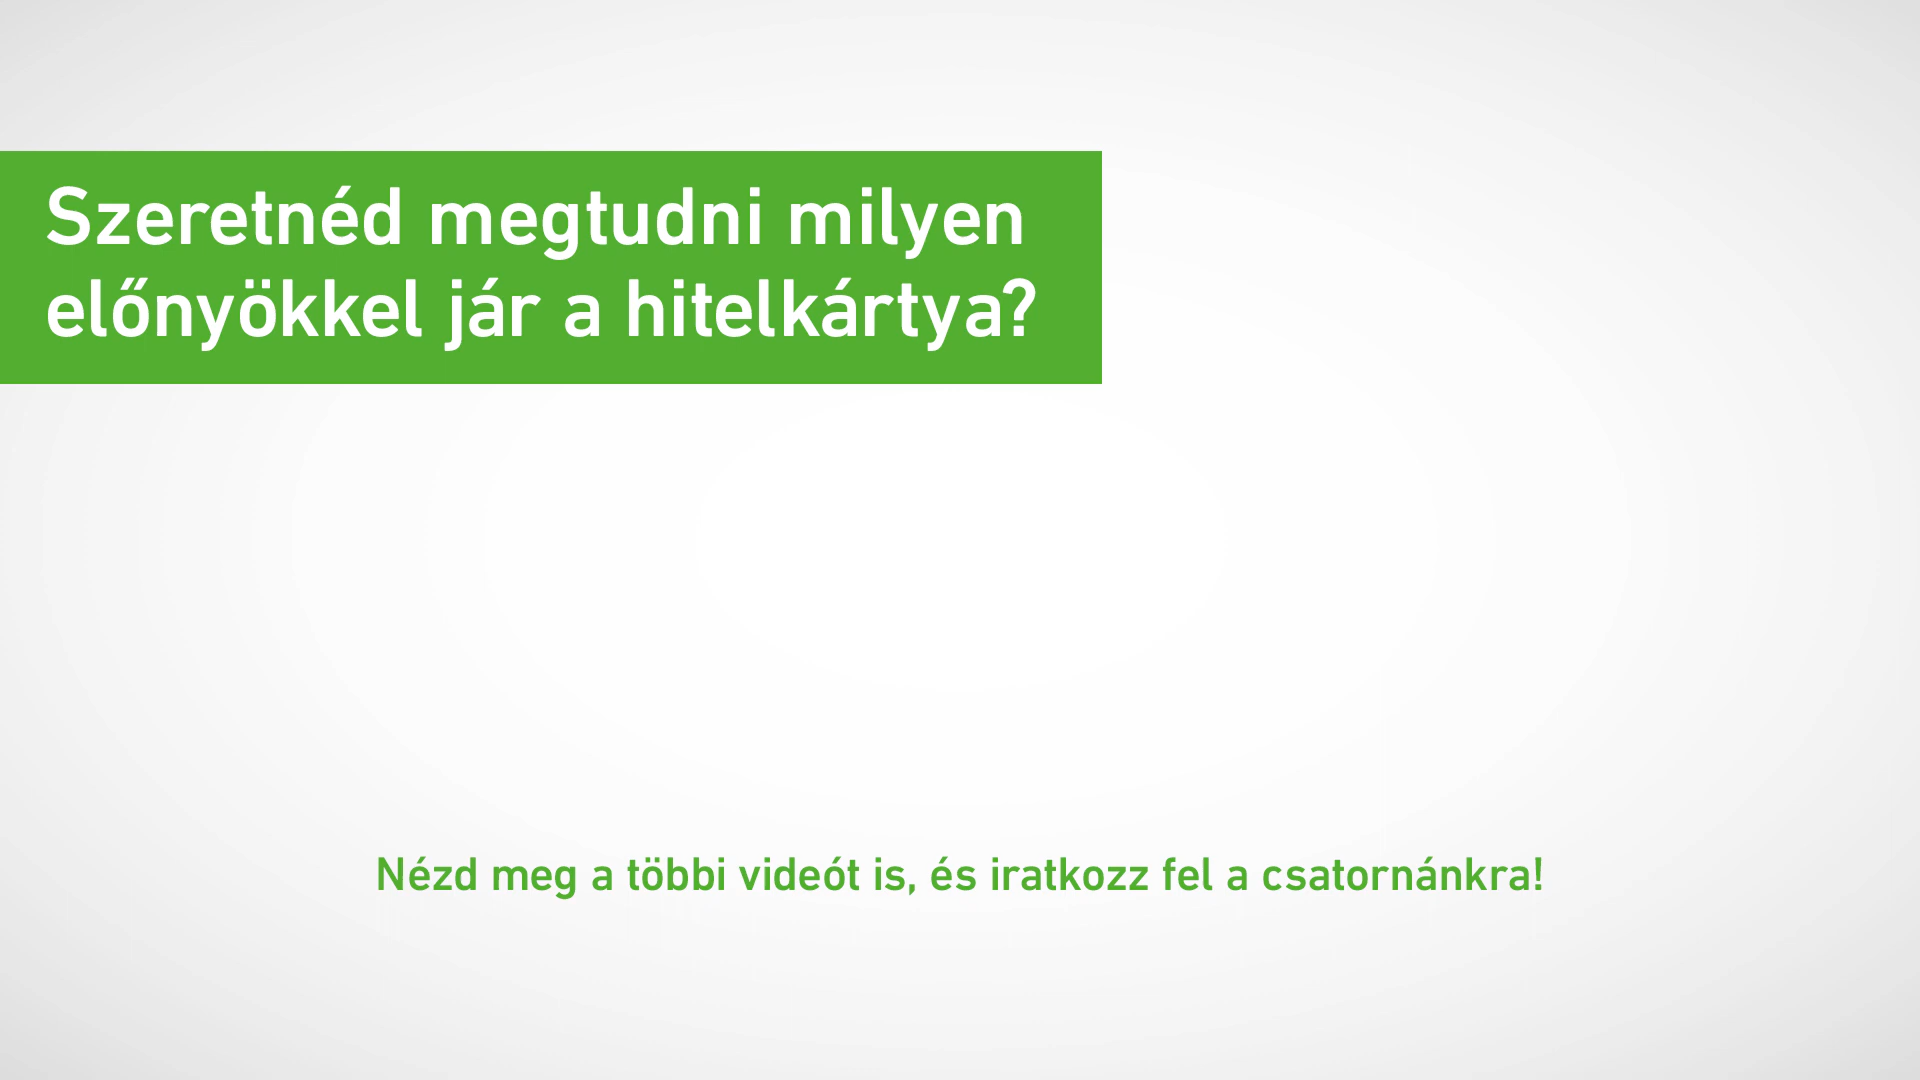 Szeretnéd megtudni milyen
előnyökkel jár a hitelkártya?
Nézd meg a többi videót is, és iratkozz fel a csatornánkra!